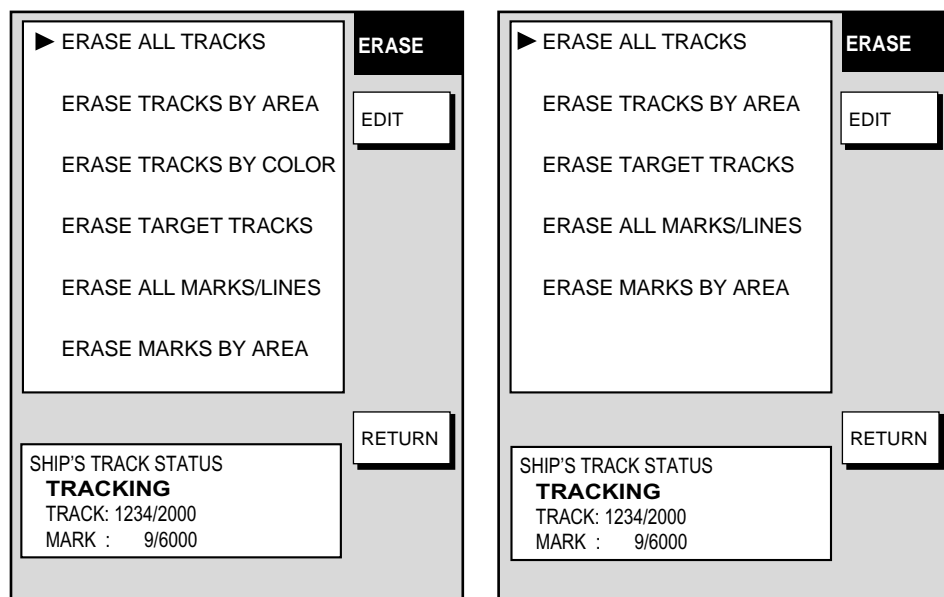 ERASE ALL TRACKS
ERASE TRACKS BY AREA
ERASE TRACKS BY COLOR
ERASE TARGET TRACKS
ERASE ALL MARKS/LINES
ERASE MARKS BY AREA
ERASE
EDIT
RETURN
SHIP'S TRACK STATUS
TRACKING
TRACK: 1234/2000
MARK : 9/6000
ERASE ALL TRACKS
ERASE TRACKS BY AREA
ERASE TARGET TRACKS
ERASE ALL MARKS/LINES
ERASE MARKS BY AREA
ERASE
EDIT
RETURN
SHIP'S TRACK STATUS
TRACKING
TRACK: 1234/2000
MARK : 9/6000